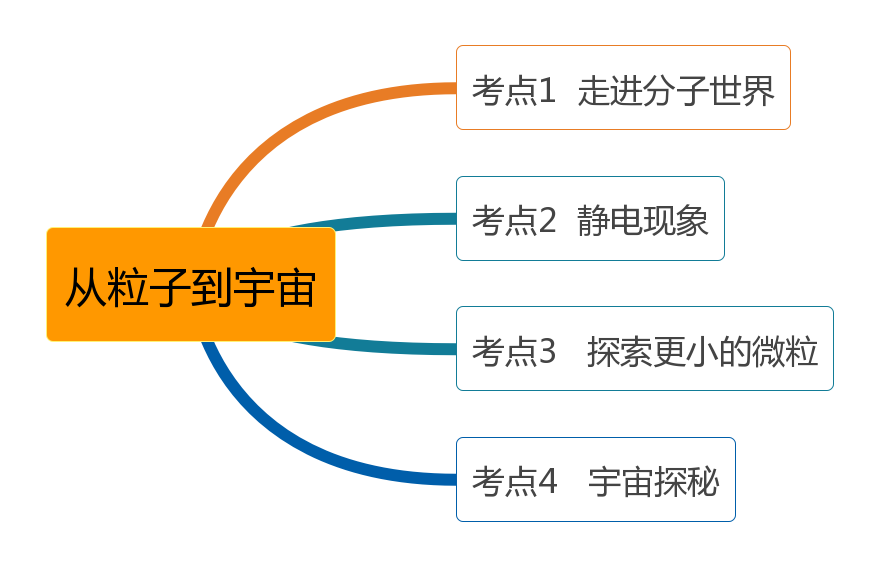 考点1 走进分子世界
考点2 静电现象
从粒子到宇宙
考点3 探索更小的微粒
考点4 宇宙探秘